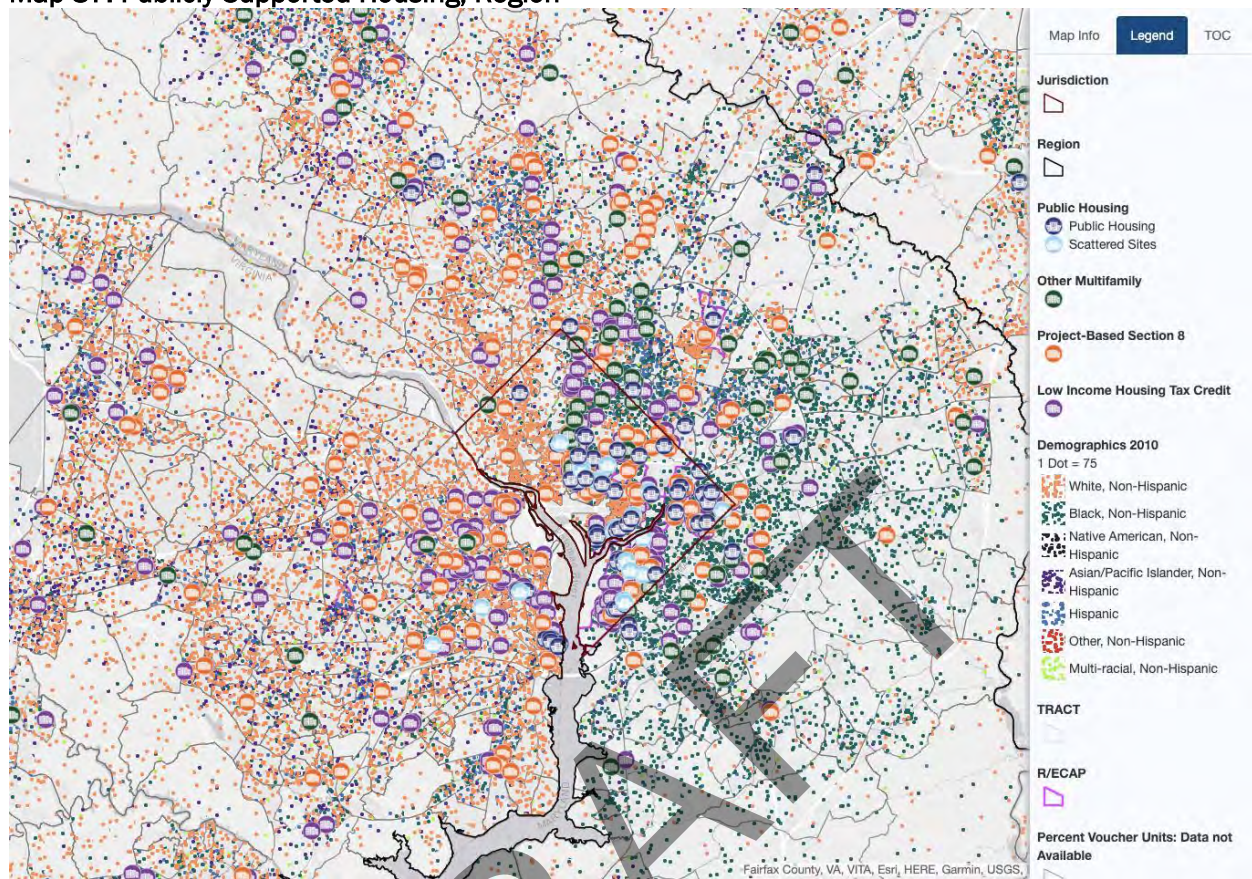 Map Info
Legend
TOC
Jurisdiction
Region
Public Housing
Public Housing
Scattered Sites
Other Multifamily
Project-Based Section 8
Low Income Housing Tax Credit
Demographics 2010
1 Dot = 75
White, Non-Hispanic
Black, Non-Hispanic
Native American, Non-
Hispanic
Asian/Pacific Islander, Non-
Hispanic
Hispanic
Other, Non-Hispanic
Multi-racial, Non-Hispanic
TRACT
R/ECAP
Percent Voucher Units: Data not
Available
MARYLAND
VIRGINIA
MARYLAND
DRAFT
Fairfax County, VA, VITA, Esri, HERE, Garmin, USGS,